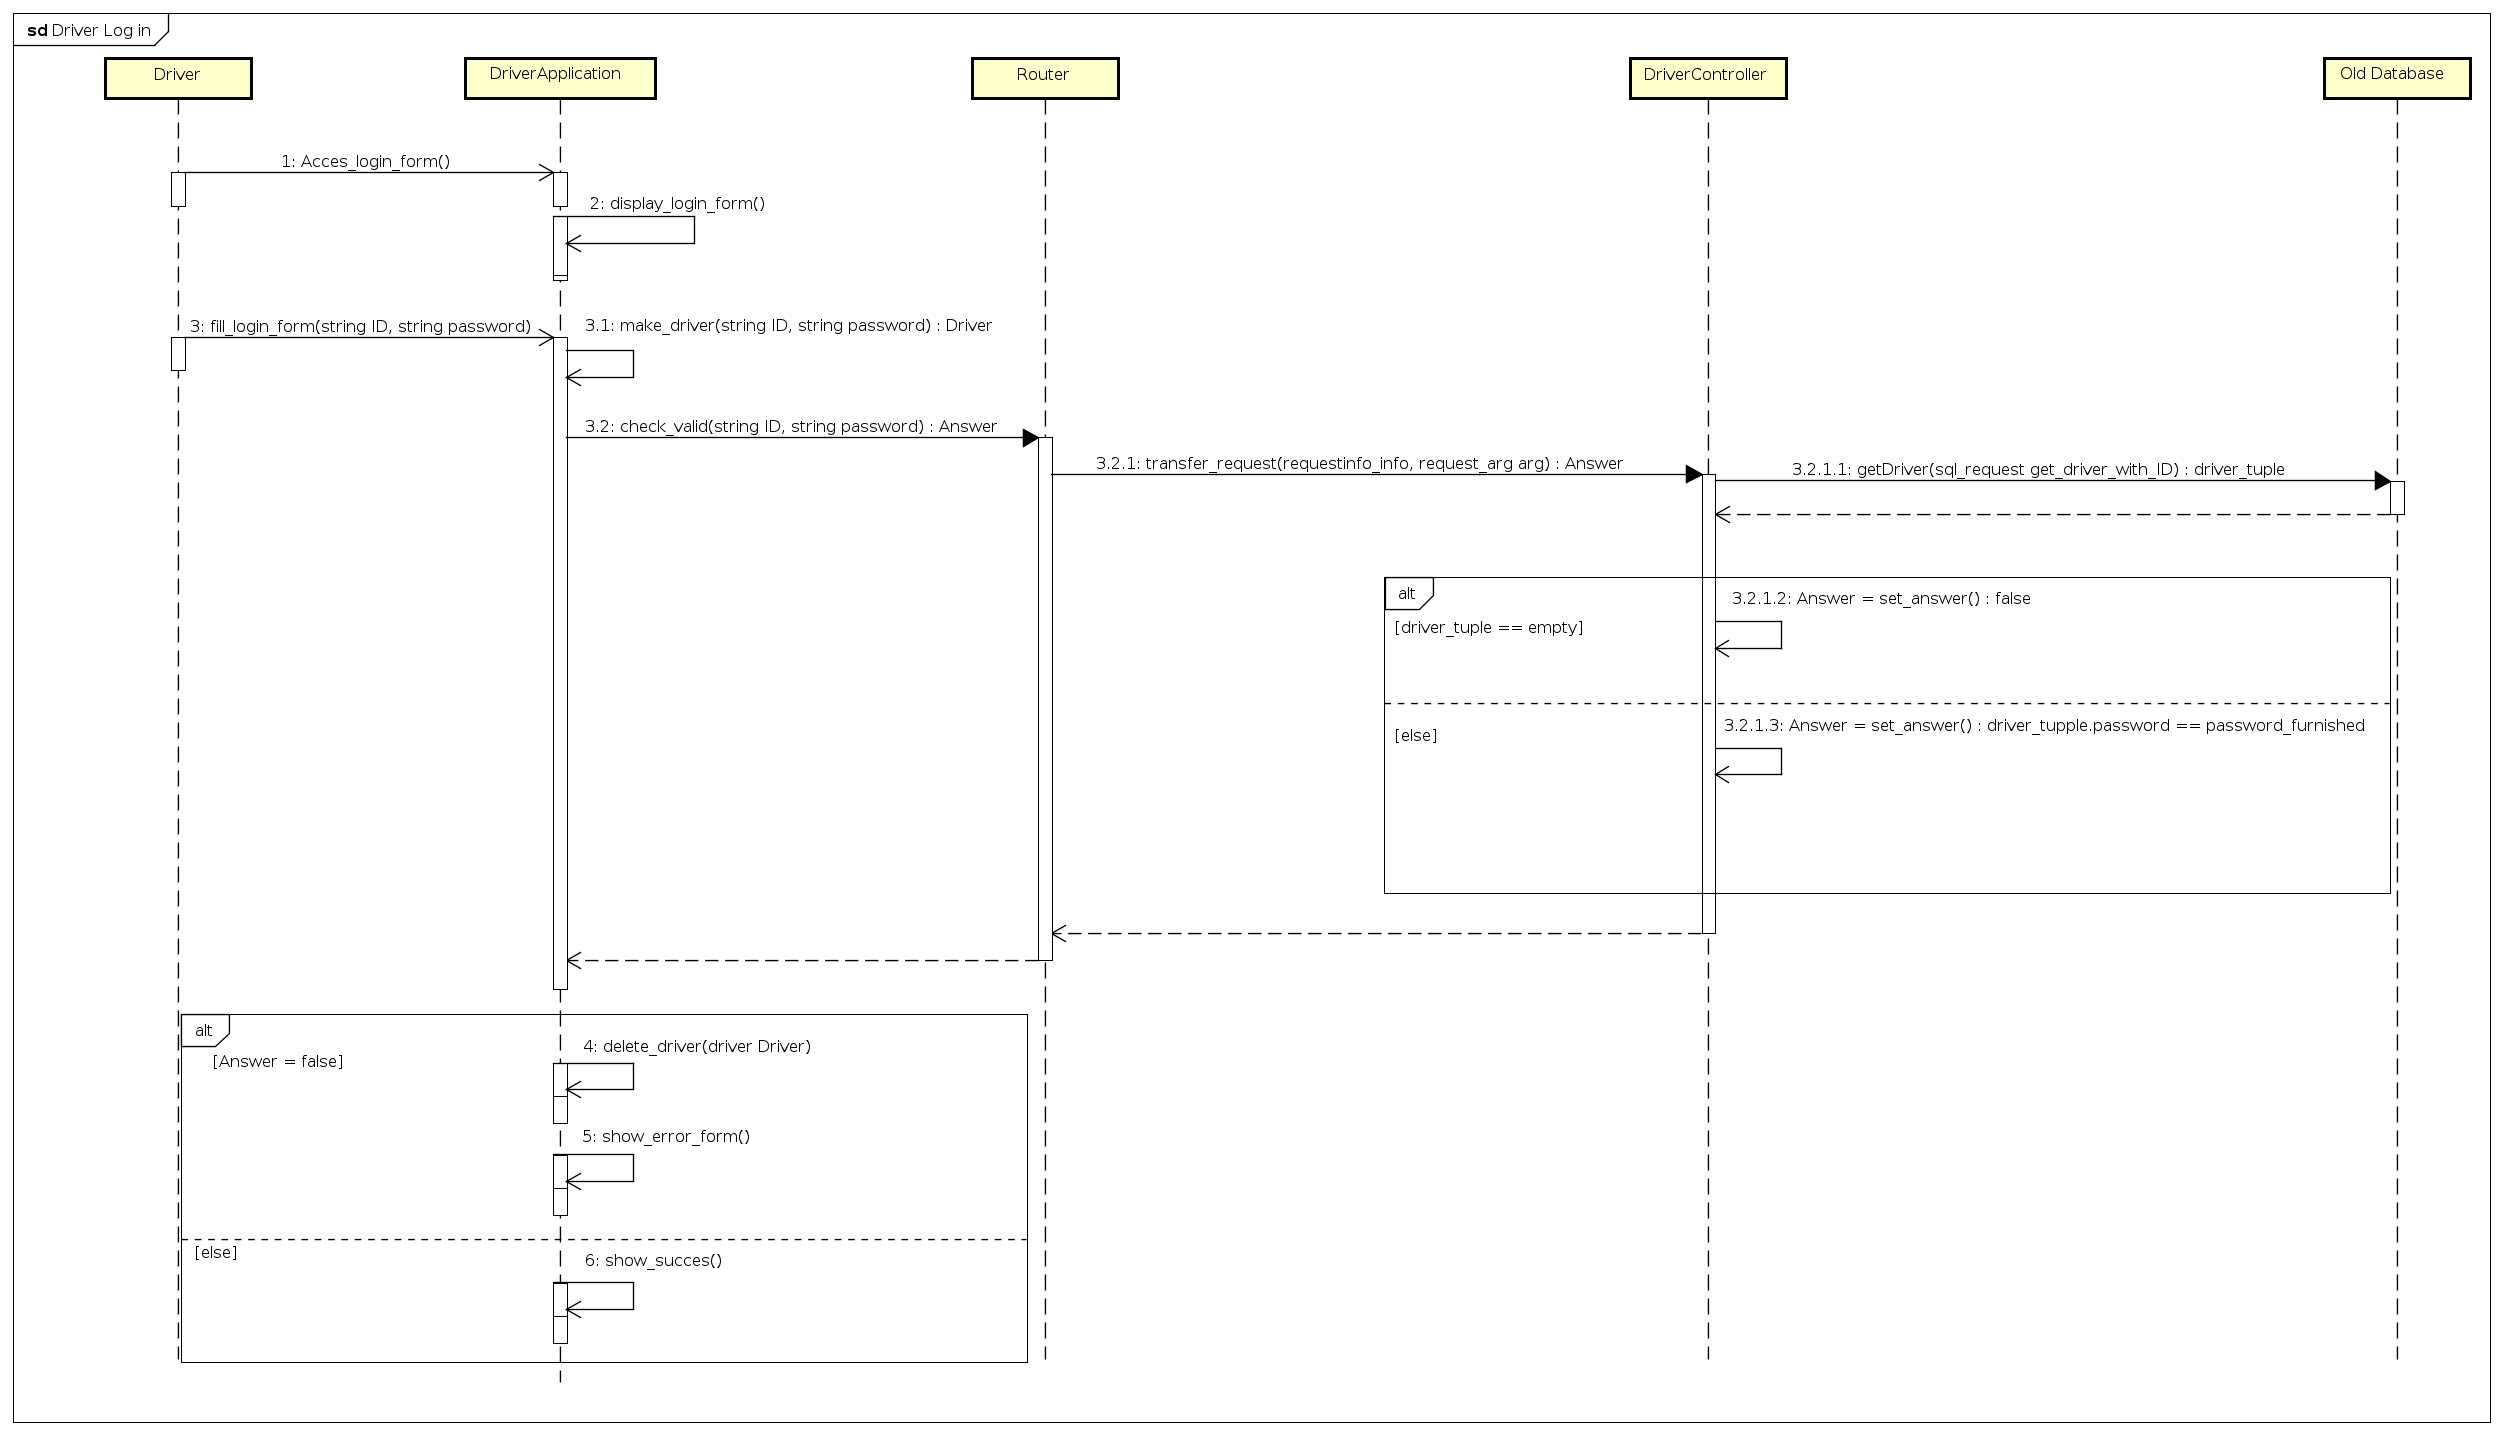 sd Driver Log in
Driver
DriverApplication
Router
DriverController
Old Database
1: Acces_login_form()
2: display_login_form()
3: fill_login_form(string ID, string password)
3.1: make_driver(string ID, string password) : Driver
3.2: check_valid(string ID, string password) : Answer
3.2.1: transfer_request(requestinfo_info, request_arg arg) : Answer
3.2.1.1: getDriver(sql_request get_driver_with_ID) : driver_tuple
alt
3.2.1.2: Answer = set_answer() : false
[driver_tuple == empty]
3.2.1.3: Answer = set_answer() : driver_tupple.password == password_furnished
[else]
alt
4: delete_driver(driver Driver)
[Answer = false]
5: show_error_form()
[else]
6: show_succes()